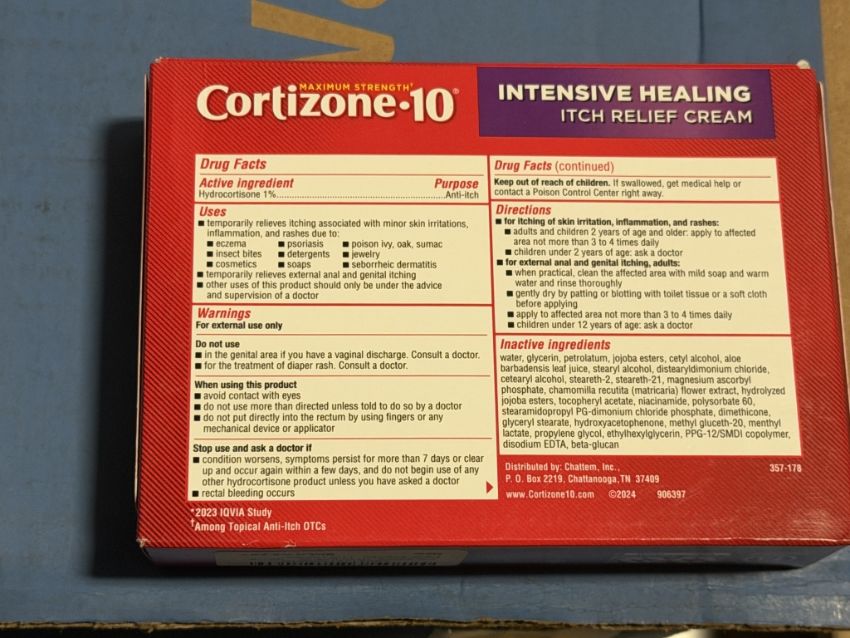 MAXIMUM STRENGTH†
Cortizone•10®
INTENSIVE HEALING
ITCH RELIEF CREAM
Drug Facts
Active ingredient Purpose
Hydrocortisone 1%.......................................................Anti-itch
Uses
■ temporarily relieves itching associated with minor skin irritations,
inflammation, and rashes due to:
■ eczema ■ psoriasis ■ poison ivy, oak, sumac
■ insect bites ■ detergents ■ jewelry
■ cosmetics ■ soaps ■ seborrheic dermatitis
■ temporarily relieves external anal and genital itching
■ other uses of this product should only be under the advice
and supervision of a doctor
Warnings
For external use only
Do not use
■ in the genital area if you have a vaginal discharge. Consult a doctor.
■ for the treatment of diaper rash. Consult a doctor.
When using this product
■ avoid contact with eyes
■ do not use more than directed unless told to do so by a doctor
■ do not put directly into the rectum by using fingers or any
mechanical device or applicator
Stop use and ask a doctor if
■ condition worsens, symptoms persist for more than 7 days or clear
up and occur again within a few days, and do not begin use of any
other hydrocortisone product unless you have asked a doctor
■ rectal bleeding occurs
Drug Facts (continued)
Keep out of reach of children. If swallowed, get medical help or
contact a Poison Control Center right away.
Directions
■ for itching of skin irritation, inflammation, and rashes:
■ adults and children 2 years of age and older: apply to affected
area not more than 3 to 4 times daily
■ children under 2 years of age: ask a doctor
■ for external anal and genital itching, adults:
■ when practical, clean the affected area with mild soap and warm
water and rinse thoroughly
■ gently dry by patting or blotting with toilet tissue or a soft cloth
before applying
■ apply to affected area not more than 3 to 4 times daily
■ children under 12 years of age: ask a doctor
Inactive ingredients
water, glycerin, petrolatum, jojoba esters, cetyl alcohol, aloe
barbadensis leaf juice, stearyl alcohol, distearyldimonium chloride,
cetearyl alcohol, steareth-2, steareth-21, magnesium ascorbyl
phosphate, chamomilla recutita (matricaria) flower extract, hydrolyzed
jojoba esters, tocopheryl acetate, niacinamide, polysorbate 60,
stearamidopropyl PG-dimonium chloride phosphate, dimethicone,
glyceryl stearate, hydroxyacetophenone, methyl gluceth-20, menthyl
lactate, propylene glycol, ethylhexylglycerin, PPG-12/SMDI copolymer,
disodium EDTA, beta-glucan
Distributed by: Chattem, Inc., 357-178
P. O. Box 2219, Chattanooga, TN 37409
www.Cortizone10.com ©2024 906397
*2023 IQVIA Study
†Among Topical Anti-Itch OTCs